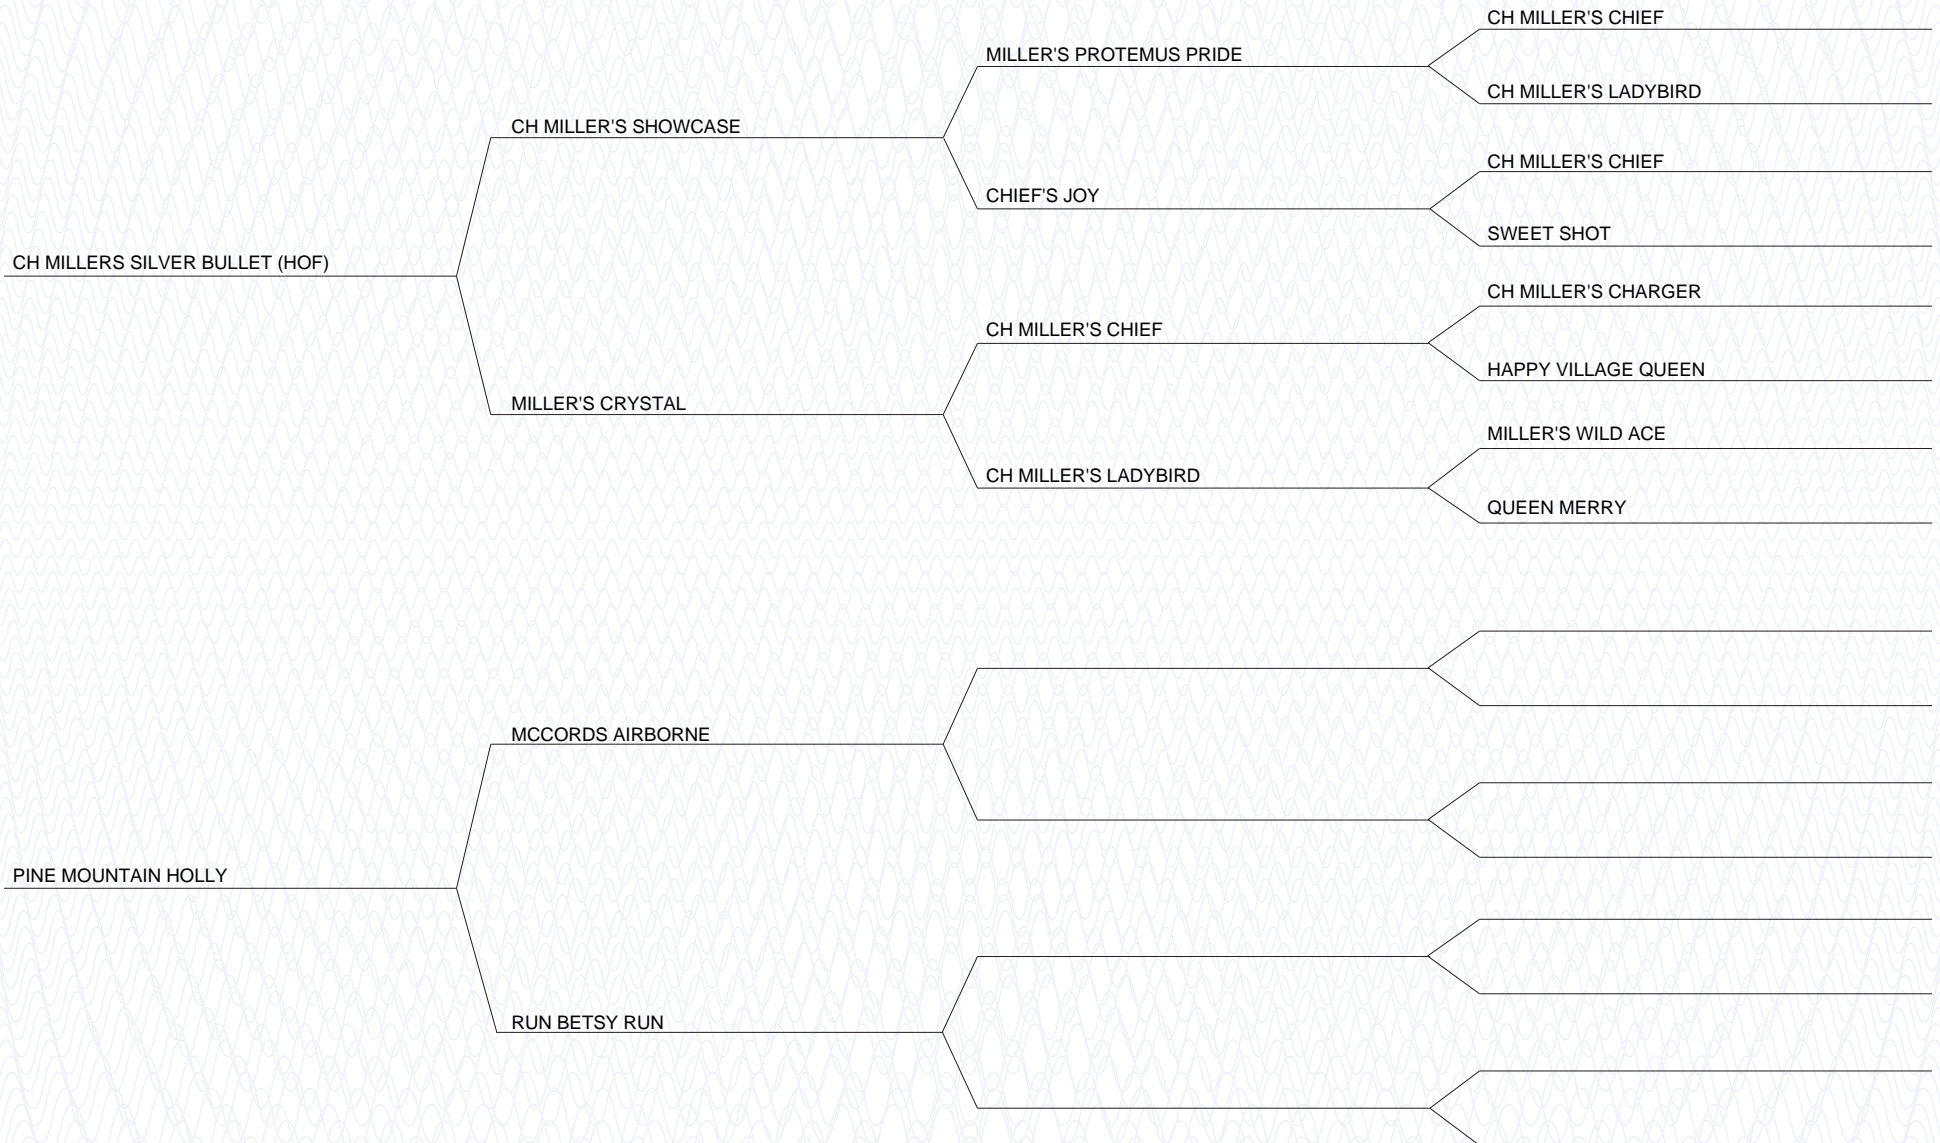 CH MILLER'S CHIEF
MILLER'S PROTEMUS PRIDE
CH MILLER'S LADYBIRD
CH MILLER'S SHOWCASE
CH MILLER'S CHIEF
CHIEF'S JOY
SWEET SHOT
CH MILLERS SILVER BULLET (HOF)
CH MILLER'S CHARGER
CH MILLER'S CHIEF
HAPPY VILLAGE QUEEN
MILLER'S CRYSTAL
MILLER'S WILD ACE
CH MILLER'S LADYBIRD
QUEEN MERRY
MCCORDS AIRBORNE
PINE MOUNTAIN HOLLY
RUN BETSY RUN